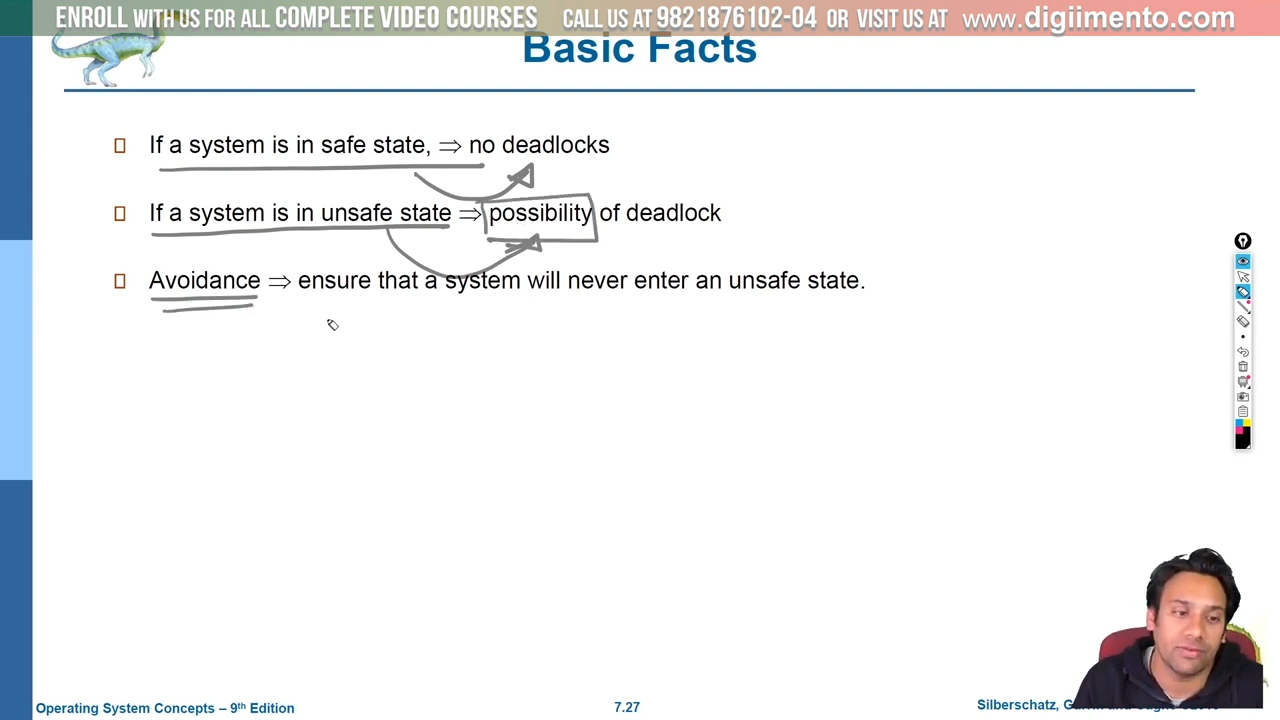 ENROLL WITH US FOR ALL COMPLETE VIDEO COURSES CALL US AT 9821876102-04 OR VISIT US AT www.digiimento.com
Basic Facts
If a system is in safe state, ⇒ no deadlocks
If a system is in unsafe state ⇒ possibility of deadlock
Avoidance ⇒ ensure that a system will never enter an unsafe state.
Operating System Concepts – 9th Edition
7.27
Silberschatz,